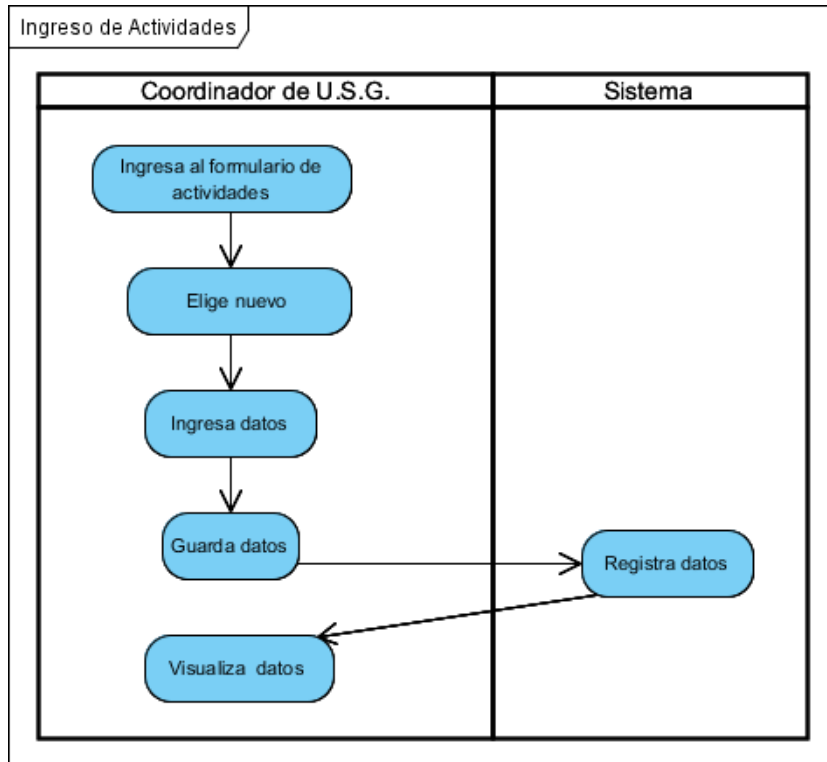 Ingreso de Actividades
Coordinador de U.S.G.
Sistema
Ingresa al formulario de
actividades
Elige nuevo
Ingresa datos
Guarda datos
Registra datos
Visualiza datos